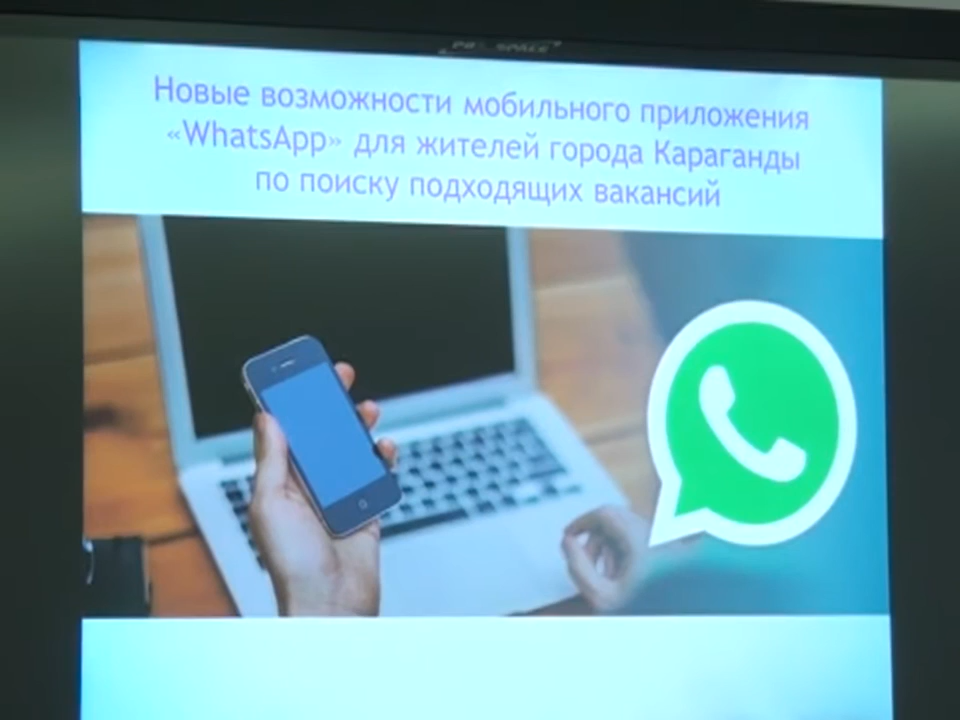 Новые возможности мобильного приложения
«WhatsApp» для жителей города Караганды
по поиску подходящих вакансий